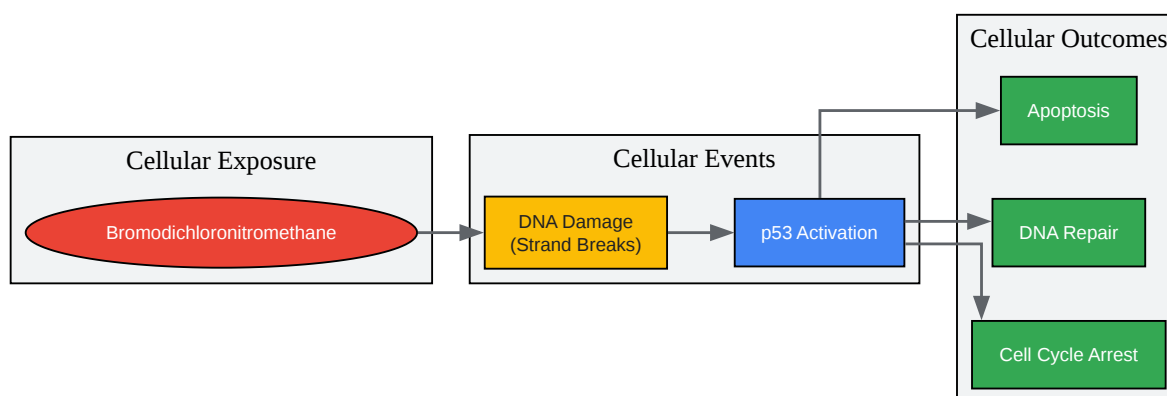 Cellular Exposure
Bromodichloronitromethane
Cellular Events
DNA Damage
(Strand Breaks)
p53 Activation
Cellular Outcomes
Apoptosis
DNA Repair
Cell Cycle Arrest